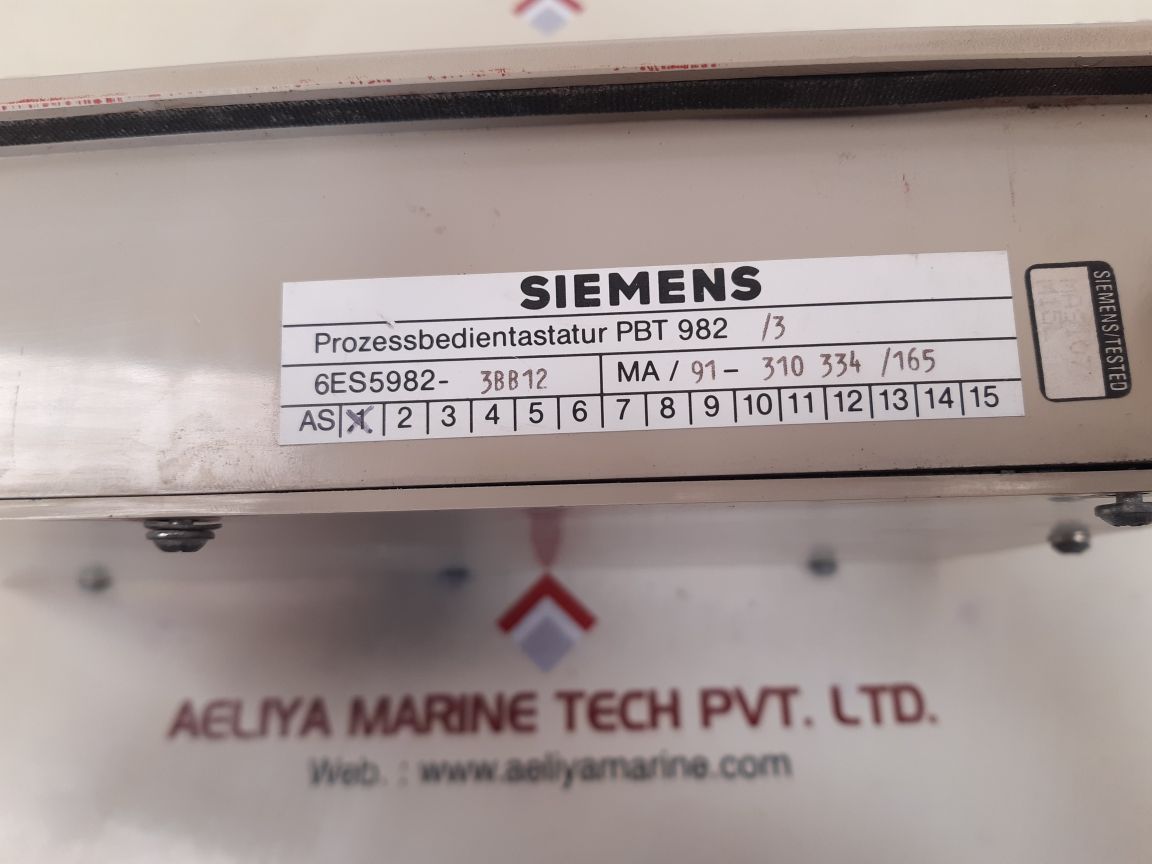 SIEMENS
Prozessbedientastatur PBT 982 /3
6ES5982- 3BB12 MA / 91- 310 334 /165
AS 1 2 3 4 5 6 7 8 9 10 11 12 13 14 15
SIEMENS/TESTED
AELIYA MARINE TECH PVT. LTD.
Web. : www.aeliyamarine.com